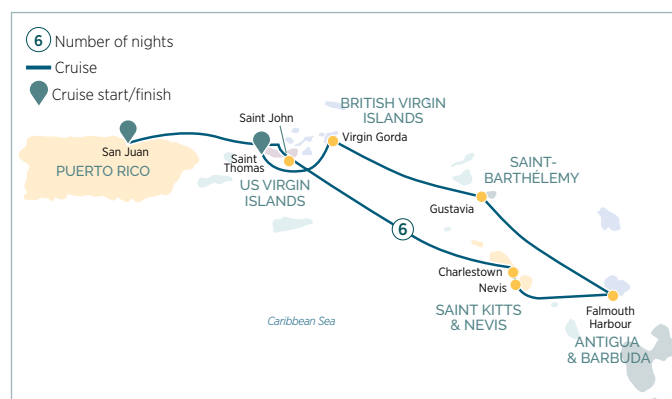 6 Number of nights
Cruise
Cruise start/finish
BRITISH VIRGIN
ISLANDS
Saint John
Virgin Gorda
San Juan
PUERTO RICO
Saint
Thomas
US VIRGIN
ISLANDS
SAINT-
BARTHÉLEMY
Gustavia
6
Charlestown
Nevis
SAINT KITTS
& NEVIS
Falmouth
Harbour
ANTIGUA
& BARBUDA
Caribbean Sea